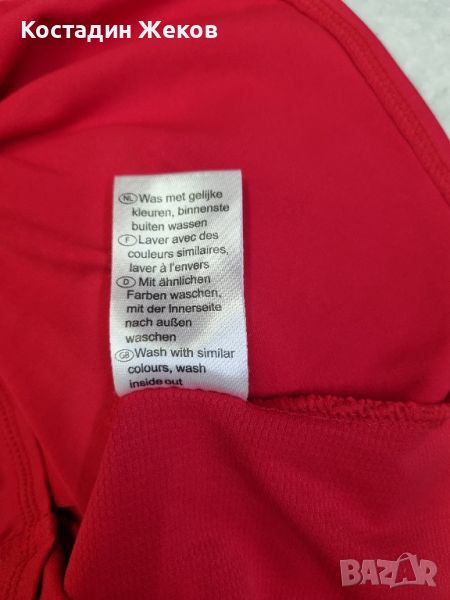 Костадин Жеков
NL Was met gelijke
kleuren, binnenste
buiten wassen
F Laver avec des
couleurs similaires,
laver à l'envers
D Mit ähnlichen
Farben waschen,
mit der Innerseite
nach außen
waschen
GB Wash with similar
colours, wash
inside out
BAZAR